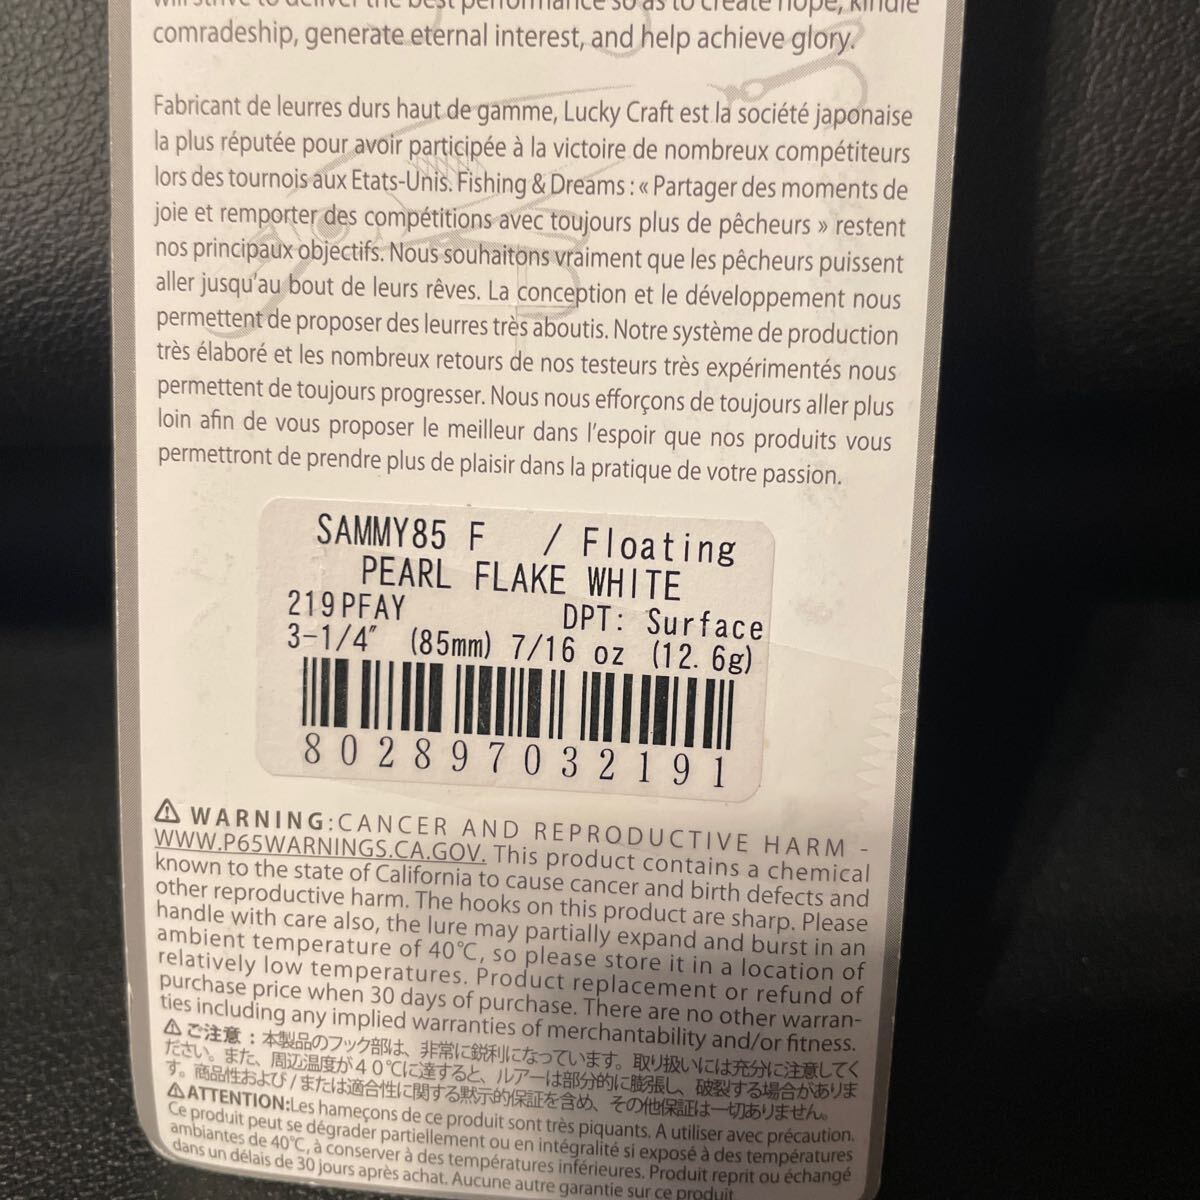 will strive to deliver the best performance so as to create hope, kindle
comradeship, generate eternal interest, and help achieve glory.
Fabricant de leurres durs haut de gamme, Lucky Craft est la société japonaise
la plus réputée pour avoir participée à la victoire de nombreux compétiteurs
lors des tournois aux Etats-Unis. Fishing & Dreams : « Partager des moments de
joie et remporter des compétitions avec toujours plus de pêcheurs » restent
nos principaux objectifs. Nous souhaitons vraiment que les pêcheurs puissent
aller jusqu'au bout de leurs rêves. La conception et le développement nous
permettent de proposer des leurres très aboutis. Notre système de production
très élaboré et les nombreux retours de nos testeurs très expérimentés nous
permettent de toujours progresser. Nous nous efforçons de toujours aller plus
loin afin de vous proposer le meilleur dans l'espoir que nos produits vous
permettront de prendre plus de plaisir dans la pratique de votre passion.
SAMMY85 F / Floating
PEARL FLAKE WHITE
219PFAY DPT: Surface
3-1/4" (85mm) 7/16 oz (12.6g)
802897032191
⚠ WARNING:CANCER AND REPRODUCTIVE HARM -
WWW.P65WARNINGS.CA.GOV. This product contains a chemical
known to the state of California to cause cancer and birth defects and
other reproductive harm. The hooks on this product are sharp. Please
handle with care also, the lure may partially expand and burst in an
ambient temperature of 40℃, so please store it in a location of
relatively low temperatures. Product replacement or refund of
purchase price when 30 days of purchase. There are no other warran-
ties including any implied warranties of merchantability and/or fitness.
⚠ご注意：本製品のフック部は、非常に鋭利になっています。取り扱いには充分に注意してく
ださい。また、周辺温度が４０℃に達すると、ルアーは部分的に膨張し、破裂する場合がありま
す。商品性および/または適合性に関する黙示的保証を含め、その他保証は一切ありません。
⚠ATTENTION:Les hameçons de ce produit sont très piquants. A utiliser avec précaution.
Ce produit peut se dégrader partiellement ou en intégralité si exposé à des températures
ambiantes de 40℃, à conserver à des températures inférieures. Produit reprit ou échangé
dans un délais de 30 jours après achat. Aucune autre garantie sur ce produit